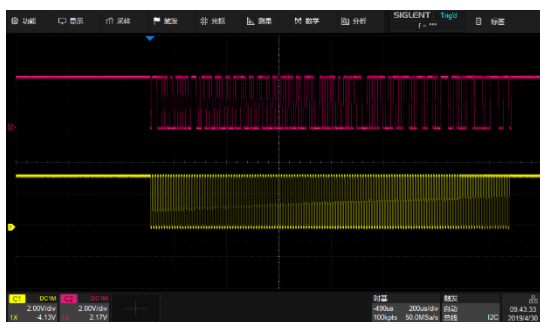 功能 显示 采样 触发 光标 测量 数学 分析 SIGLENT Trig'd 标签
f = ***
C1 DC1M C2 DC1M 时基 触发
2.00V/div 2.00V/div -490us 200us/div 自动 09:43:33
1X -4.13V 1X 2.17V 100kpts 50.0MSa/s 总线 I2C 2019/4/30